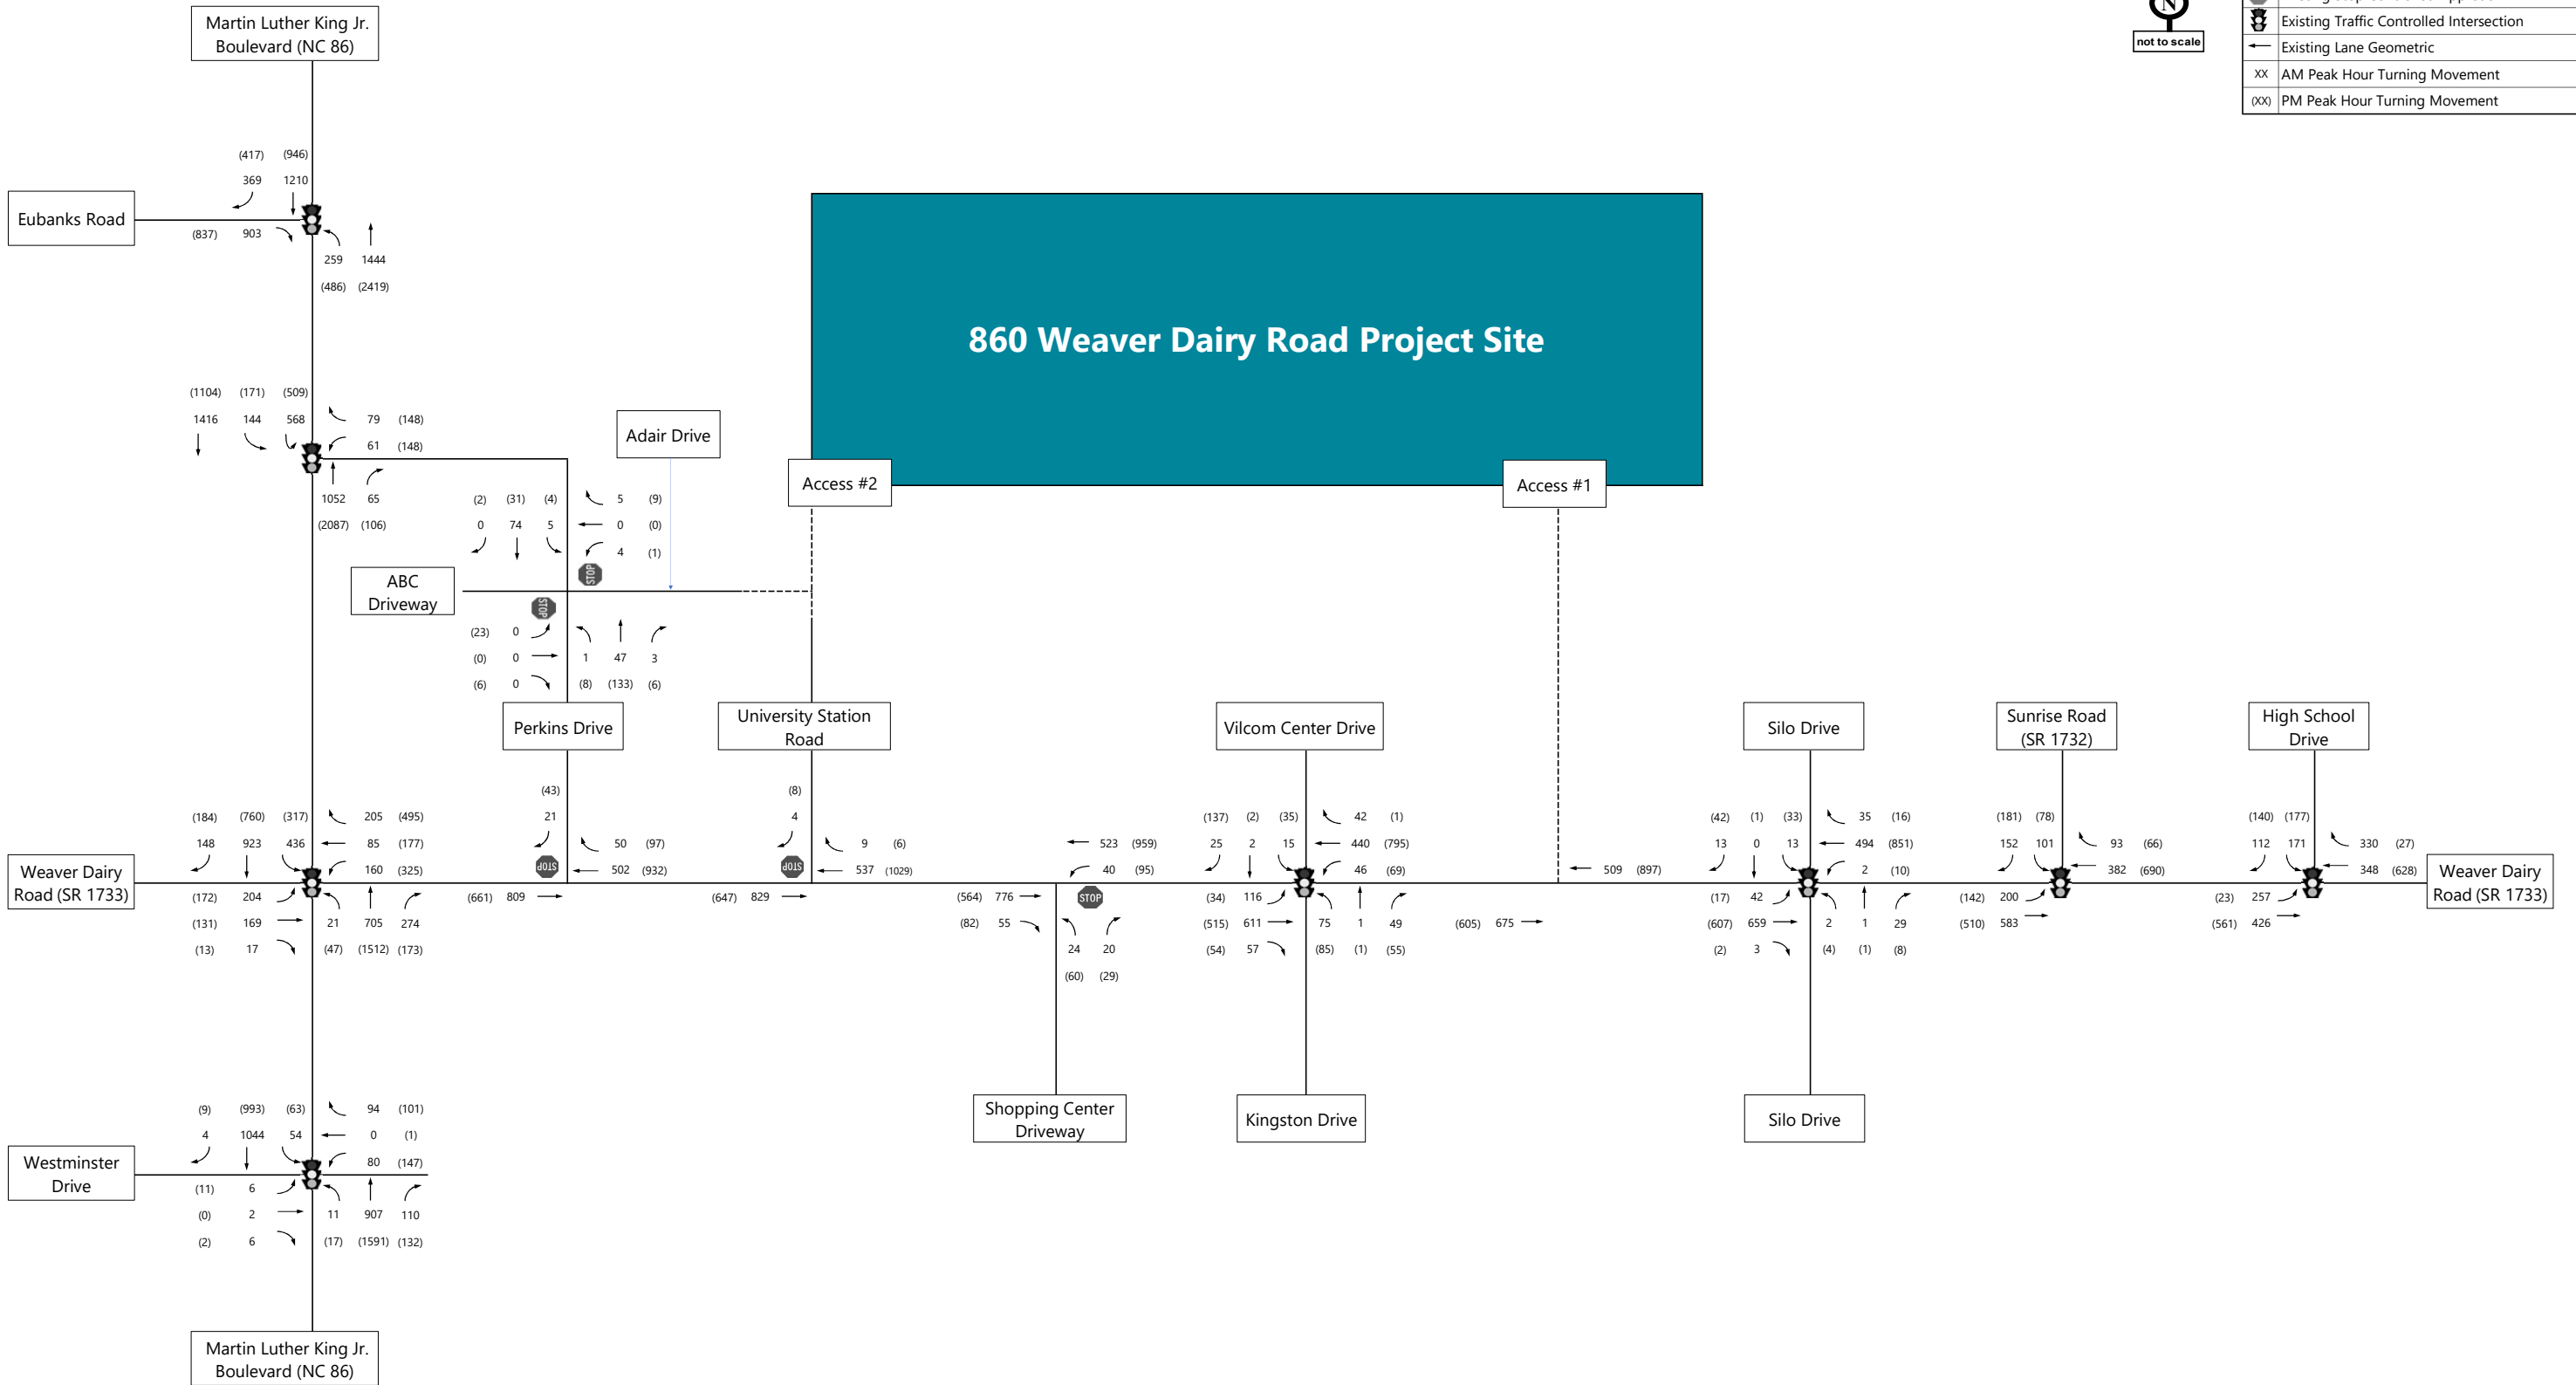 Martin Luther King Jr.
Boulevard (NC 86)
N
not to scale
Existing Traffic Controlled Intersection
Existing Lane Geometric
XX AM Peak Hour Turning Movement
(XX) PM Peak Hour Turning Movement
(417) (946)
369 1210
Eubanks Road
(837) 903
259 1444
(486) (2419)
860 Weaver Dairy Road Project Site
(1104) (171) (509)
1416 144 568 79 (148)
61 (148)
1052 65
(2087) (106)
Adair Drive
Access #2
Access #1
(2) (31) (4) 5 (9)
0 74 5 0 (0)
4 (1)
STOP
ABC
Driveway
STOP
(23) 0
(0) 0 1 47 3
(6) 0 (8) (133) (6)
Perkins Drive
University Station
Road
Vilcom Center Drive
Silo Drive
Sunrise Road
(SR 1732)
High School
Drive
(184) (760) (317) 205 (495)
148 923 436 85 (177)
160 (325)
Weaver Dairy
Road (SR 1733)
(172) 204
(131) 169 21 705 274
(13) 17 (47) (1512) (173)
(43)
21
50 (97)
STOP
502 (932)
(661) 809
(8)
4
9 (6)
STOP
537 (1029)
(647) 829
523 (959)
40 (95)
(564) 776
STOP
(82) 55
24 20
(60) (29)
(137) (2) (35) 42 (1)
25 2 15 440 (795)
46 (69)
(34) 116
(515) 611 75 1 49
(54) 57 (85) (1) (55)
509 (897)
(605) 675
(42) (1) (33) 35 (16)
13 0 13 494 (851)
2 (10)
(17) 42
(607) 659 2 1 29
(2) 3 (4) (1) (8)
(181) (78)
152 101 93 (66)
382 (690)
(142) 200
(510) 583
(140) (177)
112 171 330 (27)
348 (628)
(23) 257
(561) 426
Weaver Dairy
Road (SR 1733)
Shopping Center
Driveway
Kingston Drive
Silo Drive
(9) (993) (63) 94 (101)
4 1044 54 0 (1)
80 (147)
Westminster
Drive
(11) 6
(0) 2 11 907 110
(2) 6 (17) (1591) (132)
Martin Luther King Jr.
Boulevard (NC 86)